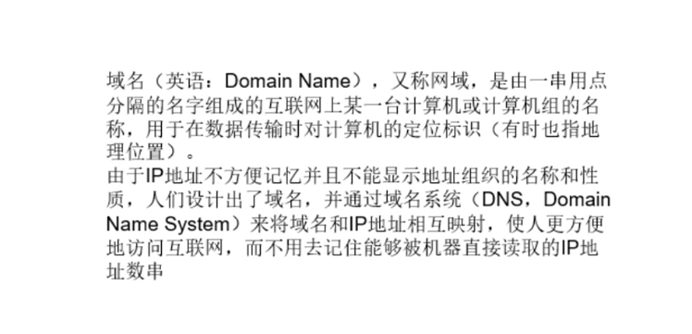 域名（英语：Domain Name），又称网域，是由一串用点
分隔的名字组成的互联网上某一台计算机或计算机组的名
称，用于在数据传输时对计算机的定位标识（有时也指地
理位置）。
由于IP地址不方便记忆并且不能显示地址组织的名称和性
质，人们设计出了域名，并通过域名系统（DNS，Domain
Name System）来将域名和IP地址相互映射，使人更方便
地访问互联网，而不用去记住能够被机器直接读取的IP地
址数串